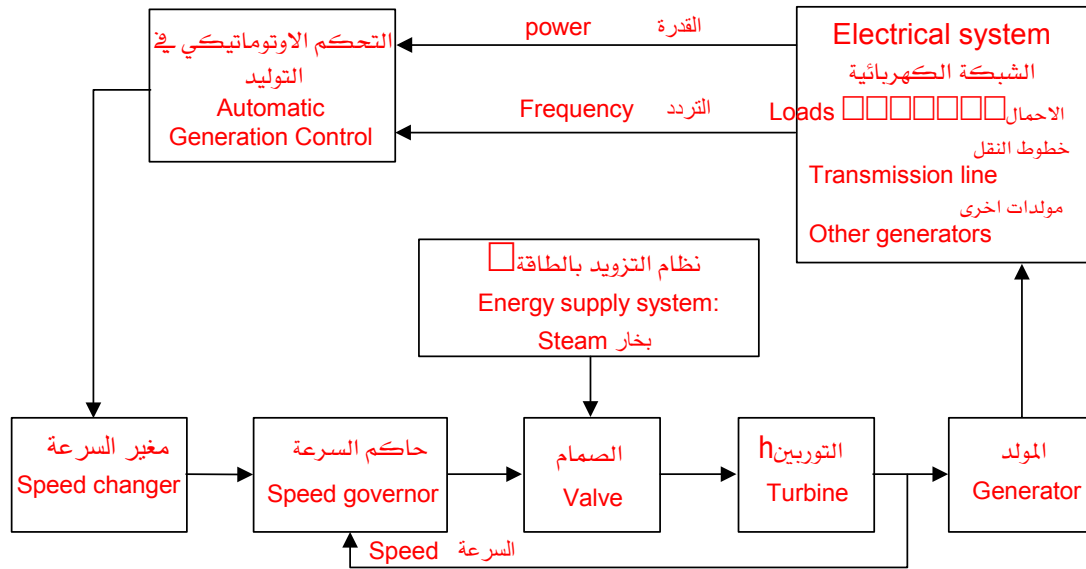 التحكم الاوتوماتيكي في
التوليد
Automatic
Generation Control
power القدرة
Frequency التردد
Electrical system
الشبكة الكهربائية
Loads □□□□□□□الاحمال
خطوط النقل
Transmission line
مولدات اخرى
Other generators
نظام التزويد بالطاقة□
Energy supply system:
Steam بخار
مغير السرعة
Speed changer
حاكم السرعة
Speed governor
الصمام
Valve
التوربينh
Turbine
المولد
Generator
Speed السرعة